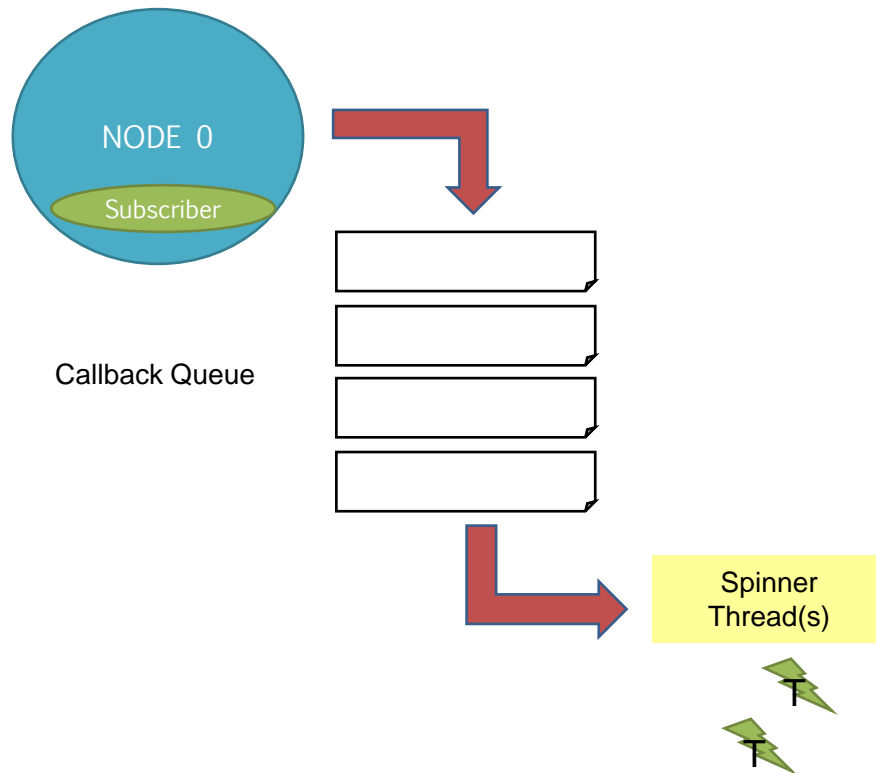 NODE 0
Subscriber
Callback Queue
Spinner
Thread(s)
T
T